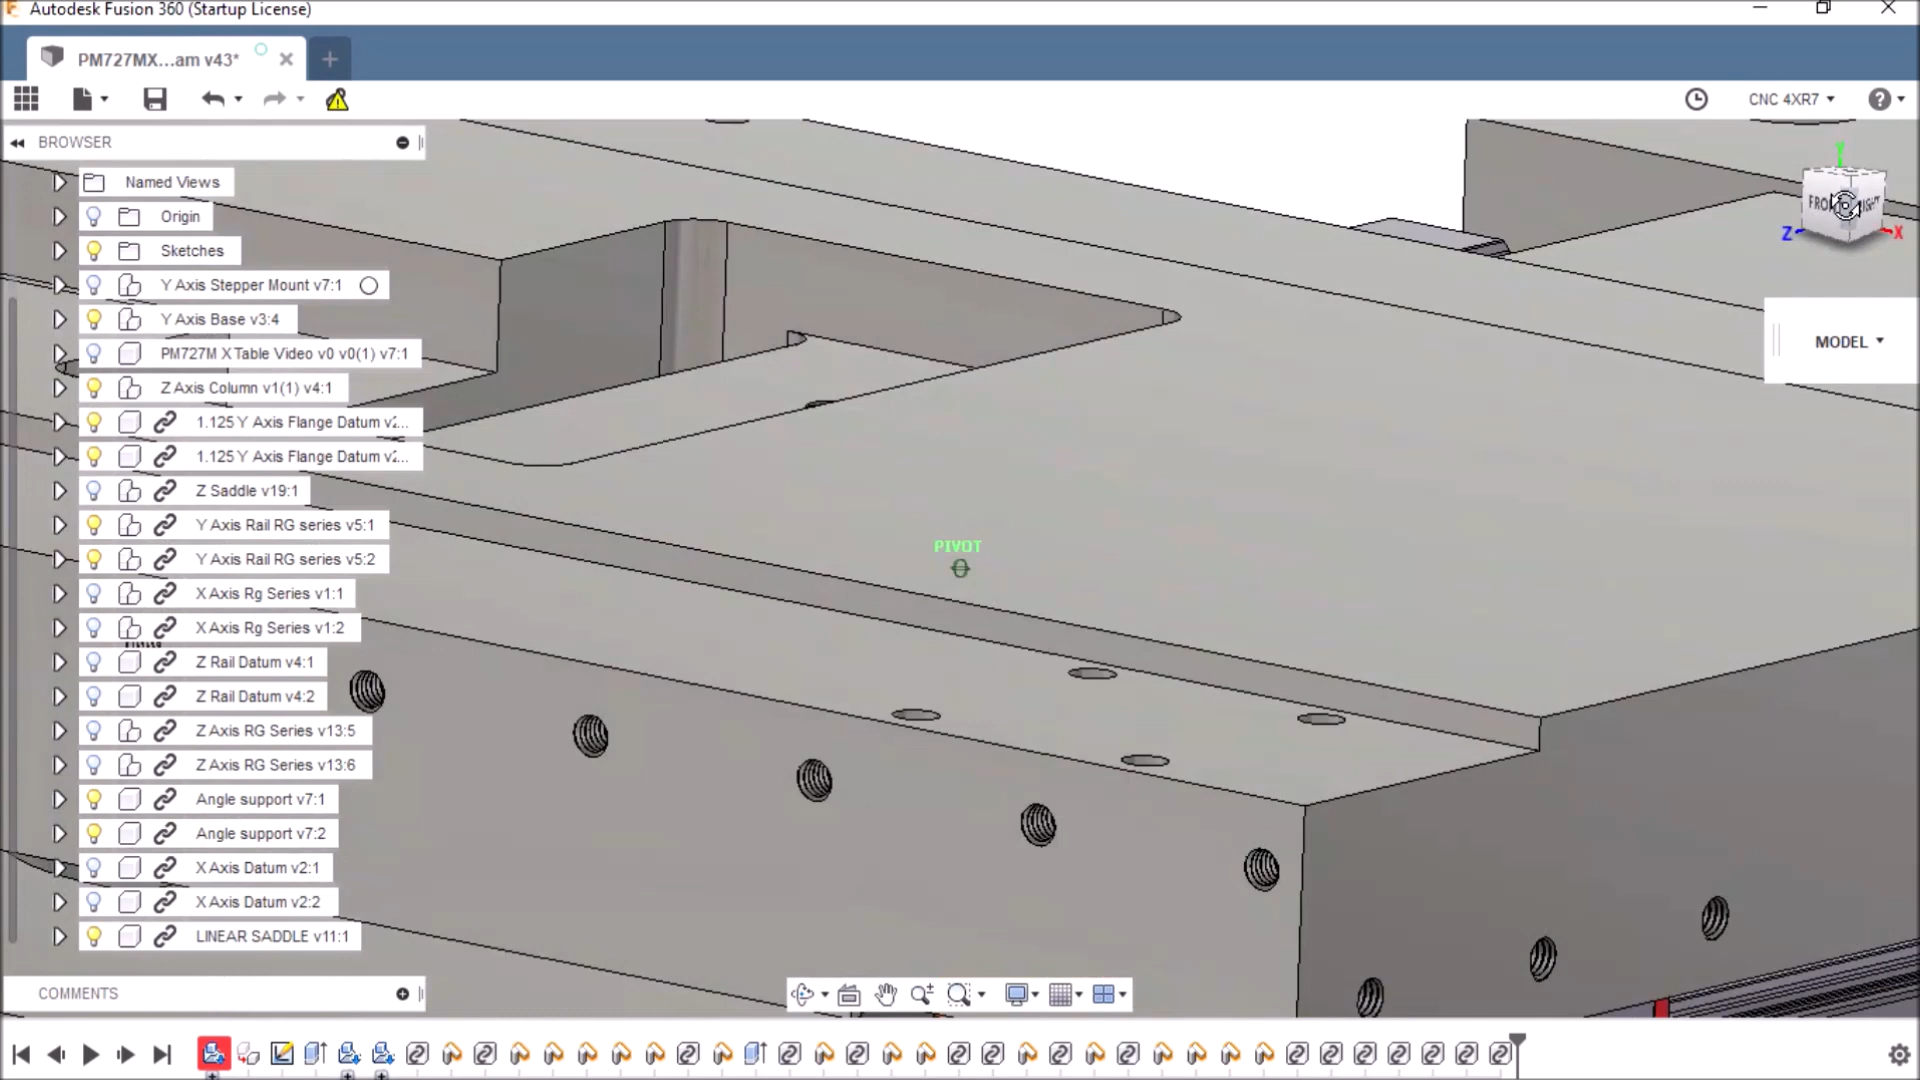 Autodesk Fusion 360 (Startup License)
PM727MX...am v43*
CNC 4XR7
BROWSER
Named Views
Origin
Sketches
Y Axis Stepper Mount v7:1
Y Axis Base v3:4
PM727M X Table Video v0 v0(1) v7:1
Z Axis Column v1(1) v4:1
1.125 Y Axis Flange Datum v2...
1.125 Y Axis Flange Datum v2...
Z Saddle v19:1
Y Axis Rail RG series v5:1
Y Axis Rail RG series v5:2
X Axis Rg Series v1:1
X Axis Rg Series v1:2
Z Rail Datum v4:1
Z Rail Datum v4:2
Z Axis RG Series v13:5
Z Axis RG Series v13:6
Angle support v7:1
Angle support v7:2
X Axis Datum v2:1
X Axis Datum v2:2
LINEAR SADDLE v11:1
COMMENTS
PIVOT
Y
Z
X
MODEL